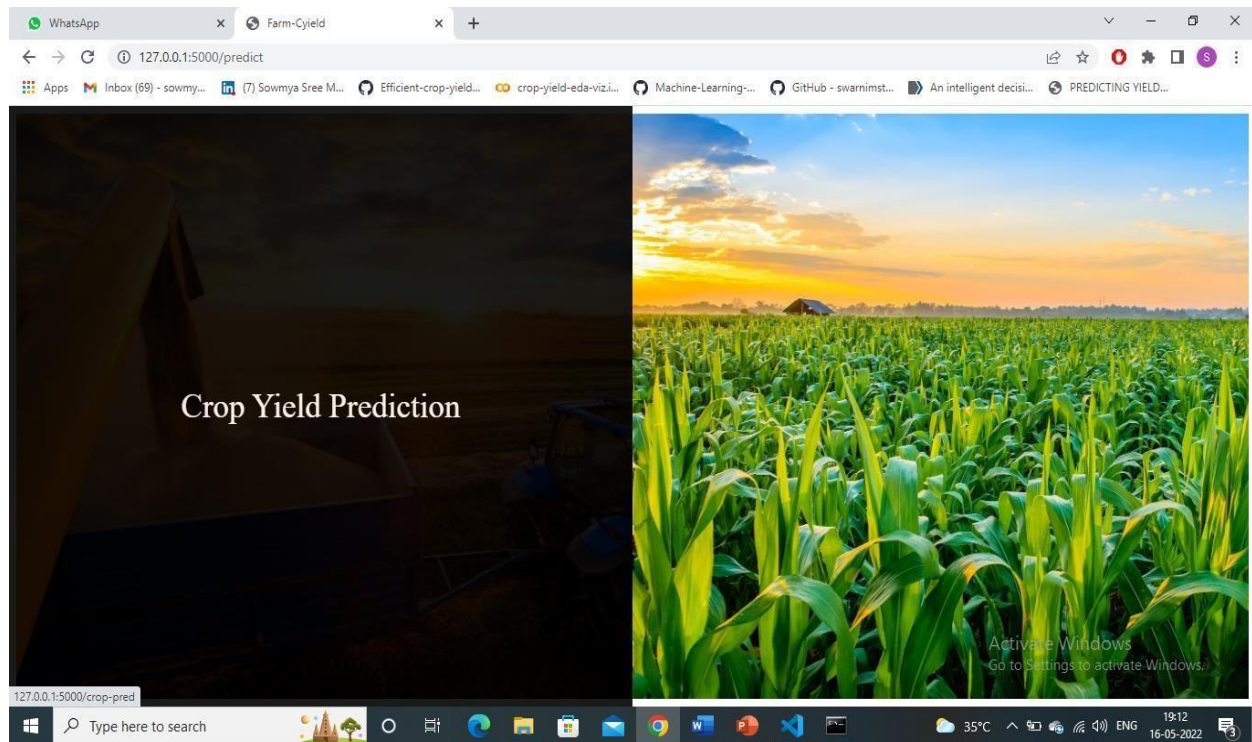 WhatsApp
Farm-Cyield
127.0.0.1:5000/predict
S
Apps
Inbox (69) - sowmy...
(7) Sowmya Sree M...
Efficient-crop-yield...
crop-yield-eda-viz.i...
Machine-Learning-...
GitHub - swarnimst...
An intelligent decisi...
PREDICTING YIELD...
Crop Yield Prediction
Activate Windows
Go to Settings to activate Windows.
127.0.0.1:5000/crop-pred
Type here to search
35°C
ENG
19:12
16-05-2022
3